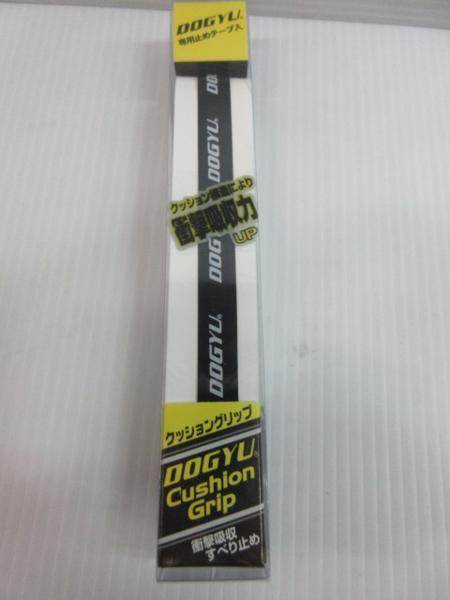 DOGYU®
専用止めテープ入
DO
DOGYU®
クッション構造により
衝撃吸収力
UP
DOGYU
DOGYU®
クッショングリップ
DOGYU®
Cushion
Grip
衝撃吸収
すべり止め